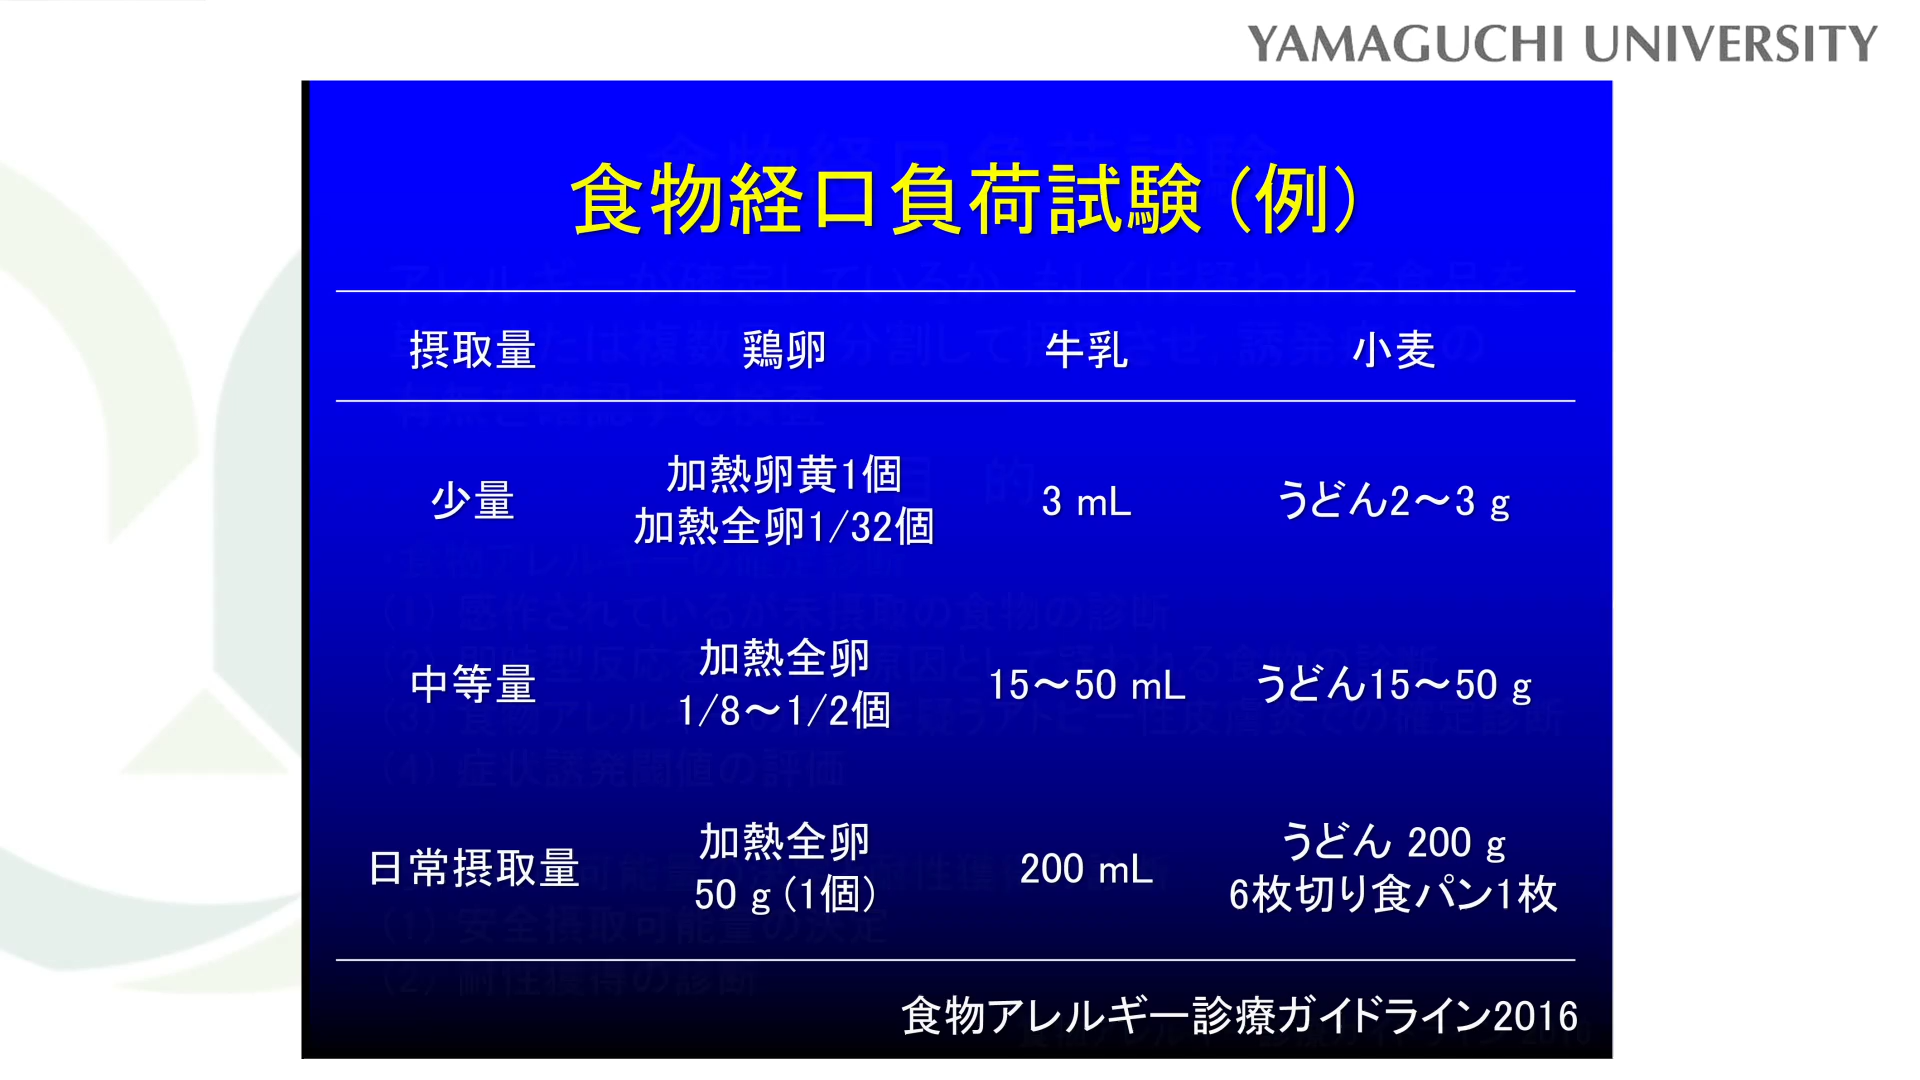 YAMAGUCHI UNIVERSITY
食物経口負荷試験（例）
摂取量 鶏卵 牛乳 小麦
少量 加熱卵黄1個 3 mL うどん2～3 g
加熱全卵1/32個
中等量 加熱全卵 15～50 mL うどん15～50 g
1/8～1/2個
日常摂取量 加熱全卵 200 mL うどん 200 g
50 g（1個） 6枚切り食パン1枚
食物アレルギー診療ガイドライン2016